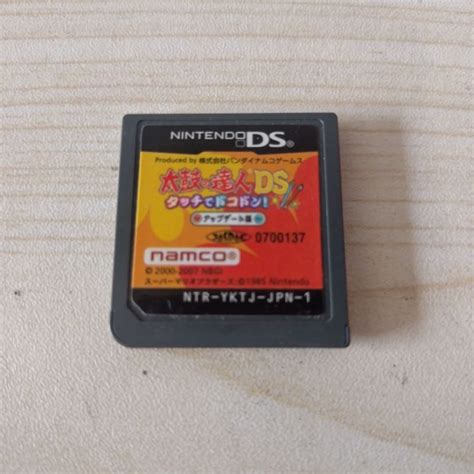 NINTENDO DS®
Produced by 株式会社バンダイナムコゲームス
太鼓の達人DS
タッチでドコドン!
アップデート版
0700137
namco®
© 2000-2007 NBGI
スーパーマリオブラザーズ:©1985 Nintendo
NTR-YKTJ-JPN-1